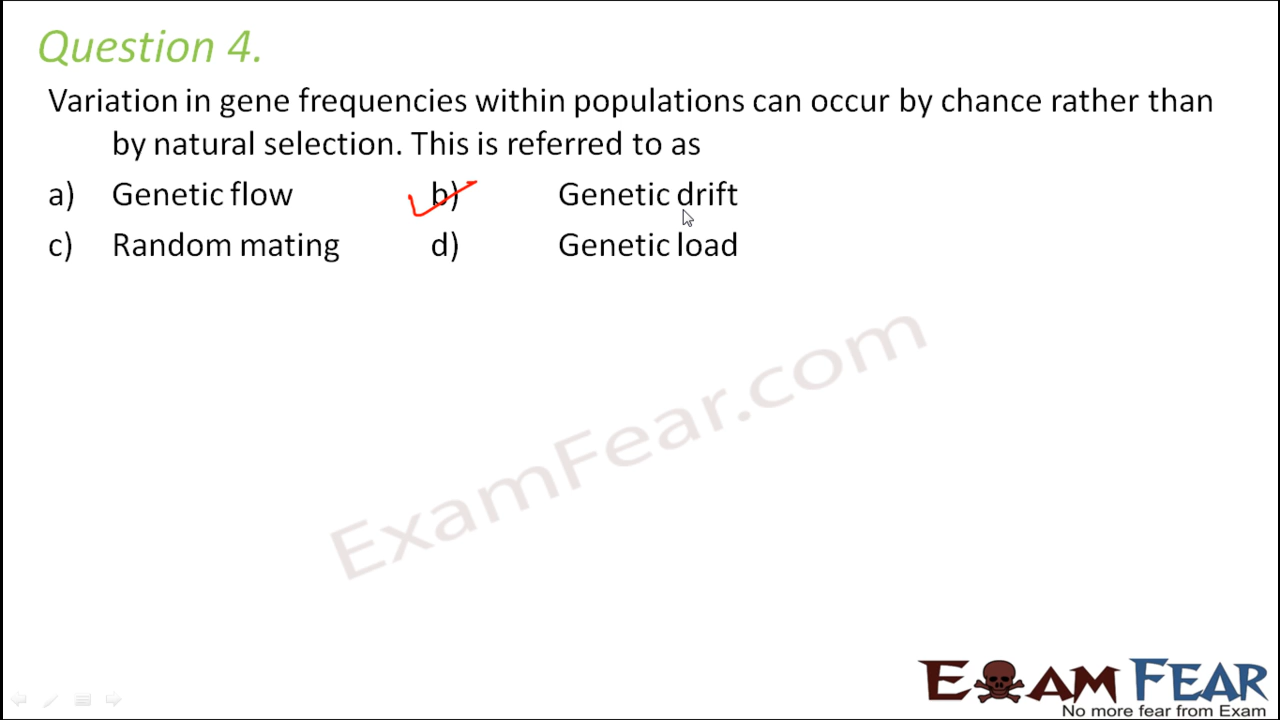 Question 4.
Variation in gene frequencies within populations can occur by chance rather than
by natural selection. This is referred to as
a) Genetic flow b) Genetic drift
c) Random mating d) Genetic load
ExamFear.com
EXAM FEAR
No more fear from Exam